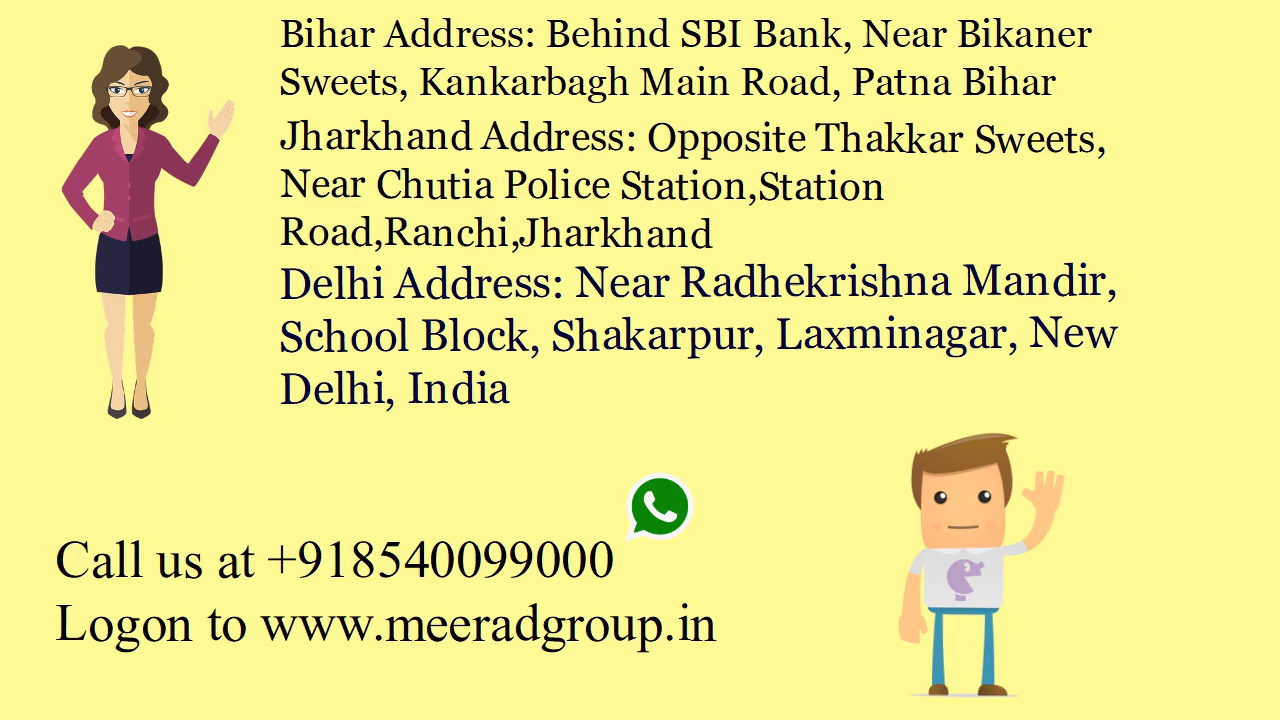 Bihar Address: Behind SBI Bank, Near Bikaner
Sweets, Kankarbagh Main Road, Patna Bihar
Jharkhand Address: Opposite Thakkar Sweets,
Near Chutia Police Station,Station
Road,Ranchi,Jharkhand
Delhi Address: Near Radhekrishna Mandir,
School Block, Shakarpur, Laxminagar, New
Delhi, India
Call us at +918540099000
Logon to www.meeradgroup.in